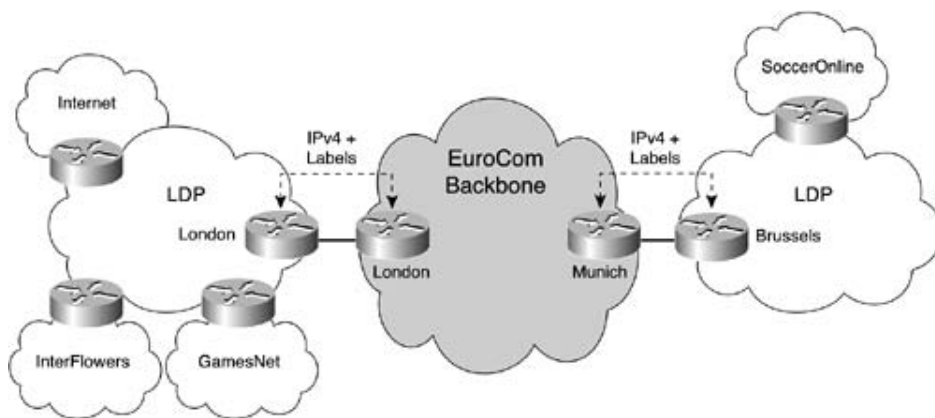 SoccerOnline
Internet
IPv4 +
Labels
EuroCom
Backbone
IPv4 +
Labels
LDP
LDP
London
London
Munich
Brussels
InterFlowers
GamesNet